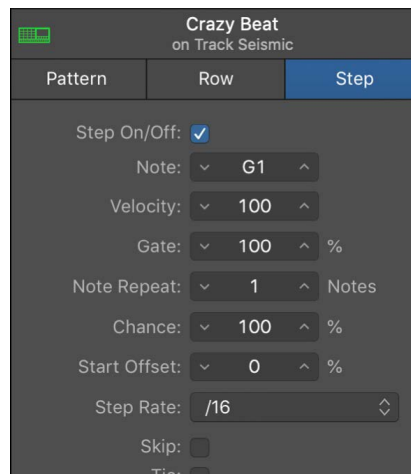 Crazy Beat
on Track Seismic
Pattern Row Step
Step On/Off:
Note: G1
Velocity: 100
Gate: 100 %
Note Repeat: 1 Notes
Chance: 100 %
Start Offset: 0 %
Step Rate: /16
Skip: